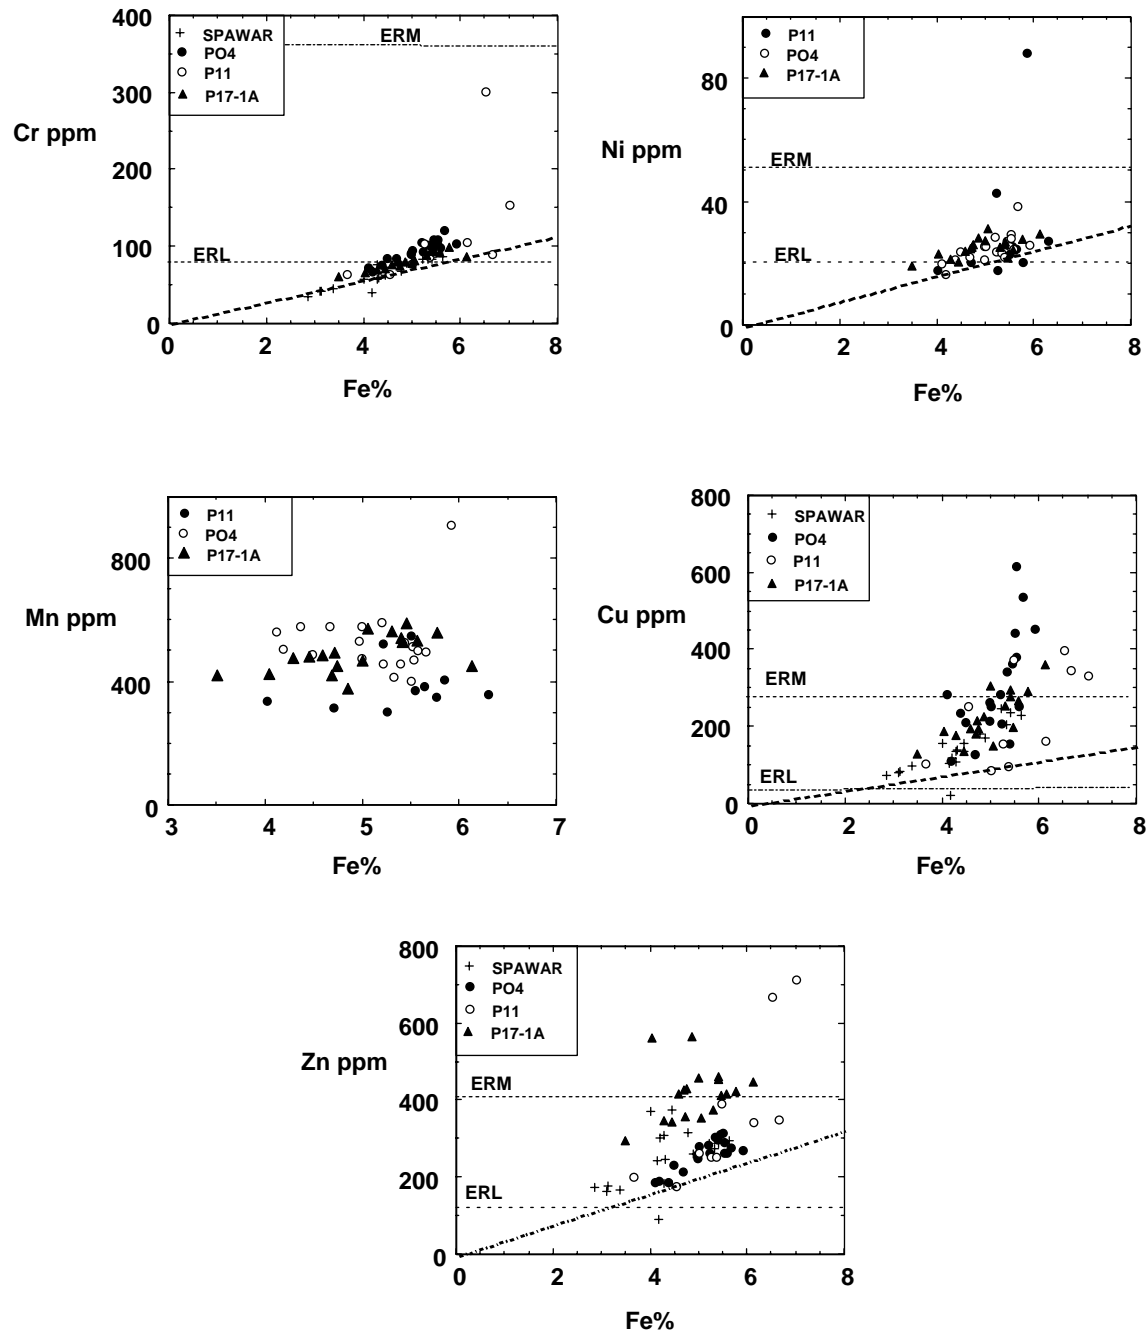 400
300
200
100
0
Cr ppm
SPAWAR
PO4
P11
P17-1A
ERM
ERL
0 2 4 6 8
Fe%
80
40
0
Ni ppm
P11
PO4
P17-1A
ERM
ERL
0 2 4 6 8
Fe%
800
400
0
Mn ppm
P11
PO4
P17-1A
3 4 5 6 7
Fe%
800
600
400
200
0
Cu ppm
SPAWAR
PO4
P11
P17-1A
ERM
ERL
0 2 4 6 8
Fe%
800
600
400
200
0
Zn ppm
SPAWAR
PO4
P11
P17-1A
ERM
ERL
0 2 4 6 8
Fe%